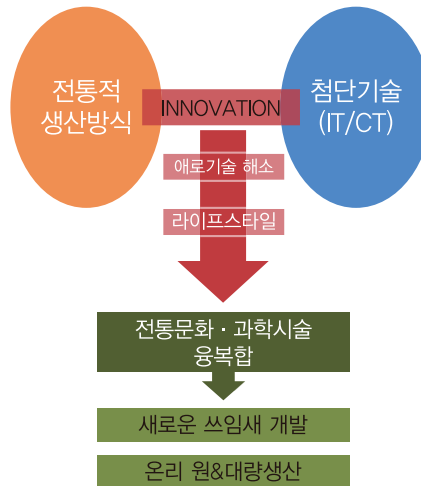 전통적
생산방식
INNOVATION
첨단기술
(IT/CT)
애로기술 해소
라이프스타일
전통문화 · 과학시술
융복합
새로운 쓰임새 개발
온리 원&대량생산